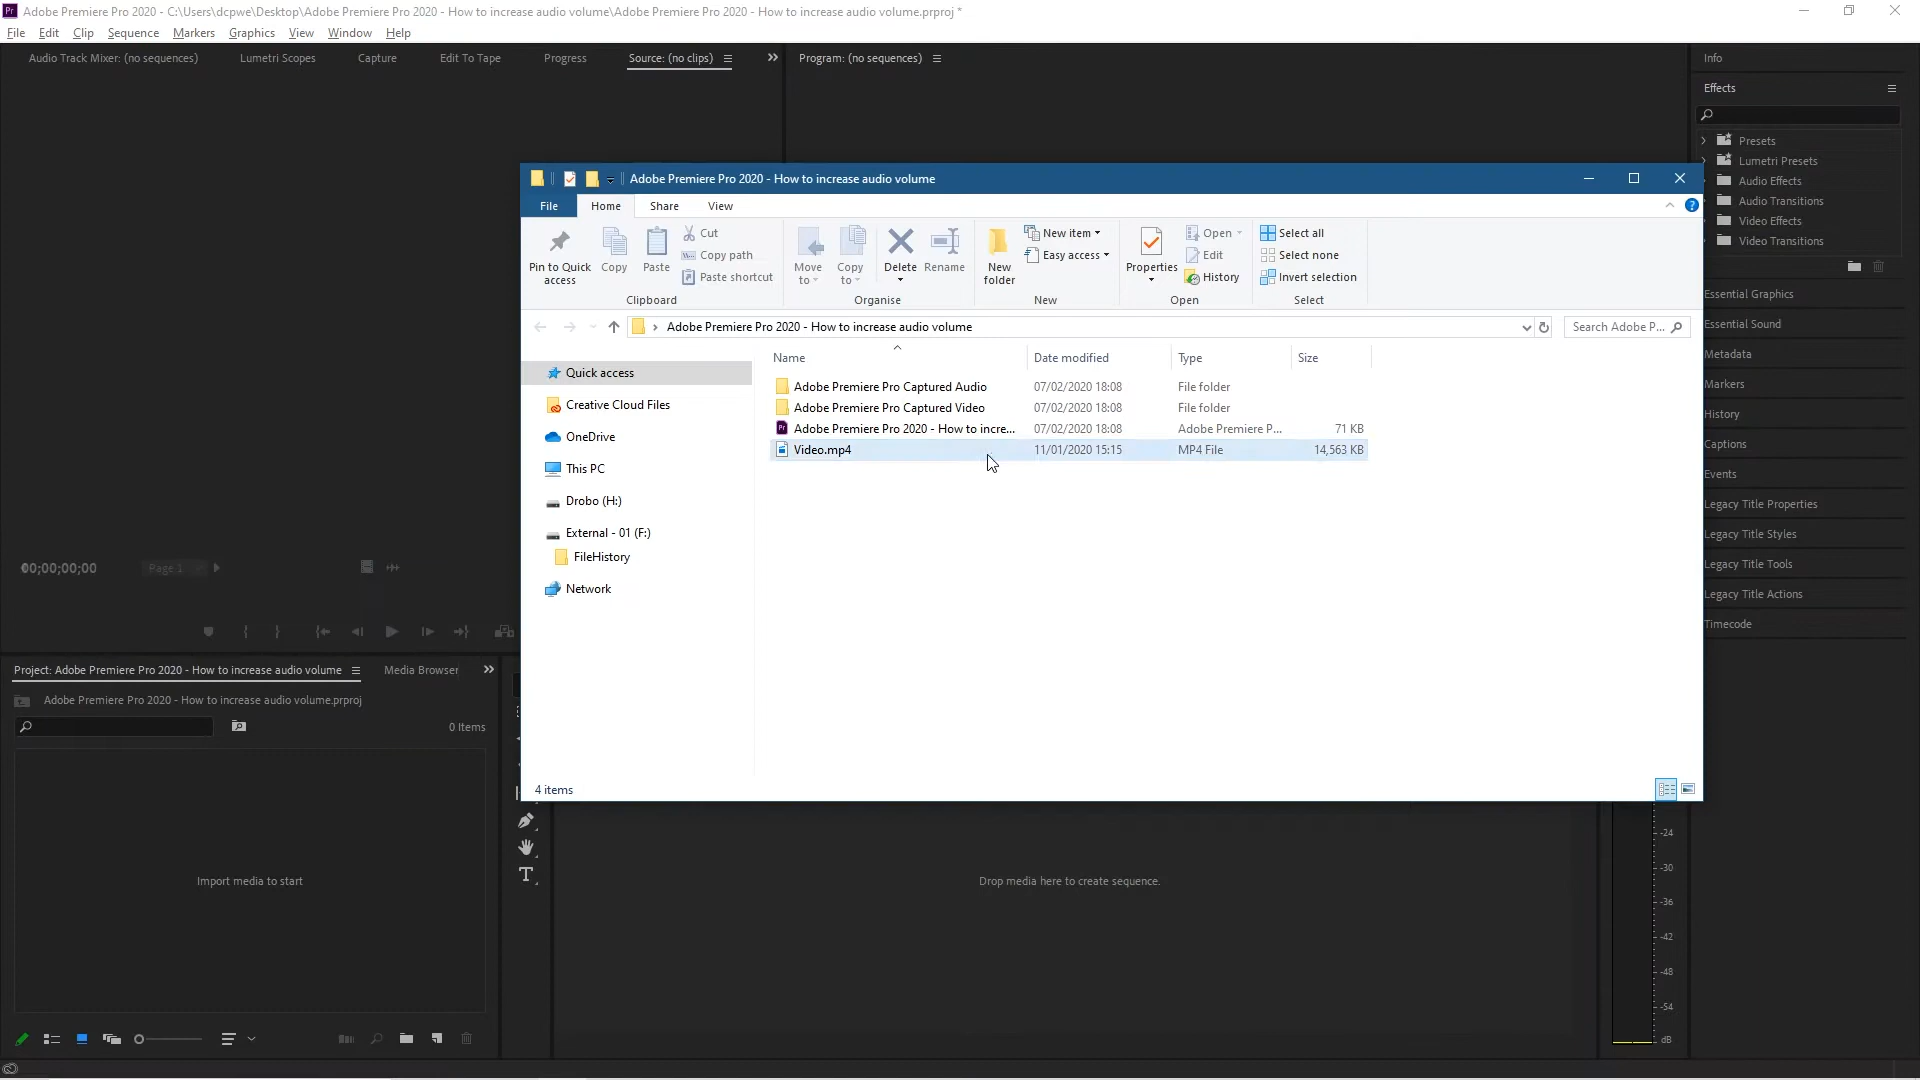 Adobe Premiere Pro 2020 - C:\Users\dcpwe\Desktop\Adobe Premiere Pro 2020 - How to increase audio volume\Adobe Premiere Pro 2020 - How to increase audio volume.prproj *
File Edit Clip Sequence Markers Graphics View Window Help
Audio Track Mixer: (no sequences) Lumetri Scopes Capture Edit To Tape Progress Source: (no clips) Program: (no sequences) Info
Effects
Presets
Lumetri Presets
Audio Effects
Audio Transitions
Video Effects
Video Transitions
Essential Graphics
Essential Sound
Metadata
Markers
History
Captions
Events
Legacy Title Properties
Legacy Title Styles
Legacy Title Tools
Legacy Title Actions
Timecode
Adobe Premiere Pro 2020 - How to increase audio volume
File Home Share View
Pin to Quick access
Copy
Paste
Cut
Copy path
Paste shortcut
Clipboard
Move to
Copy to
Delete
Rename
Organise
New folder
New item
Easy access
New
Properties
Open
Edit
History
Open
Select all
Select none
Invert selection
Select
Adobe Premiere Pro 2020 - How to increase audio volume Search Adobe P...
Name Date modified Type Size
Adobe Premiere Pro Captured Audio 07/02/2020 18:08 File folder
Adobe Premiere Pro Captured Video 07/02/2020 18:08 File folder
Adobe Premiere Pro 2020 - How to incre... 07/02/2020 18:08 Adobe Premiere P... 71 KB
Video.mp4 11/01/2020 15:15 MP4 File 14,563 KB
Quick access
Creative Cloud Files
OneDrive
This PC
Drobo (H:)
External - 01 (F:)
FileHistory
Network
4 items
00;00;00;00 Page 1
Project: Adobe Premiere Pro 2020 - How to increase audio volume Media Browser
Adobe Premiere Pro 2020 - How to increase audio volume.prproj
0 Items
Import media to start
Drop media here to create sequence.
-24
-30
-36
-42
-48
-54
dB